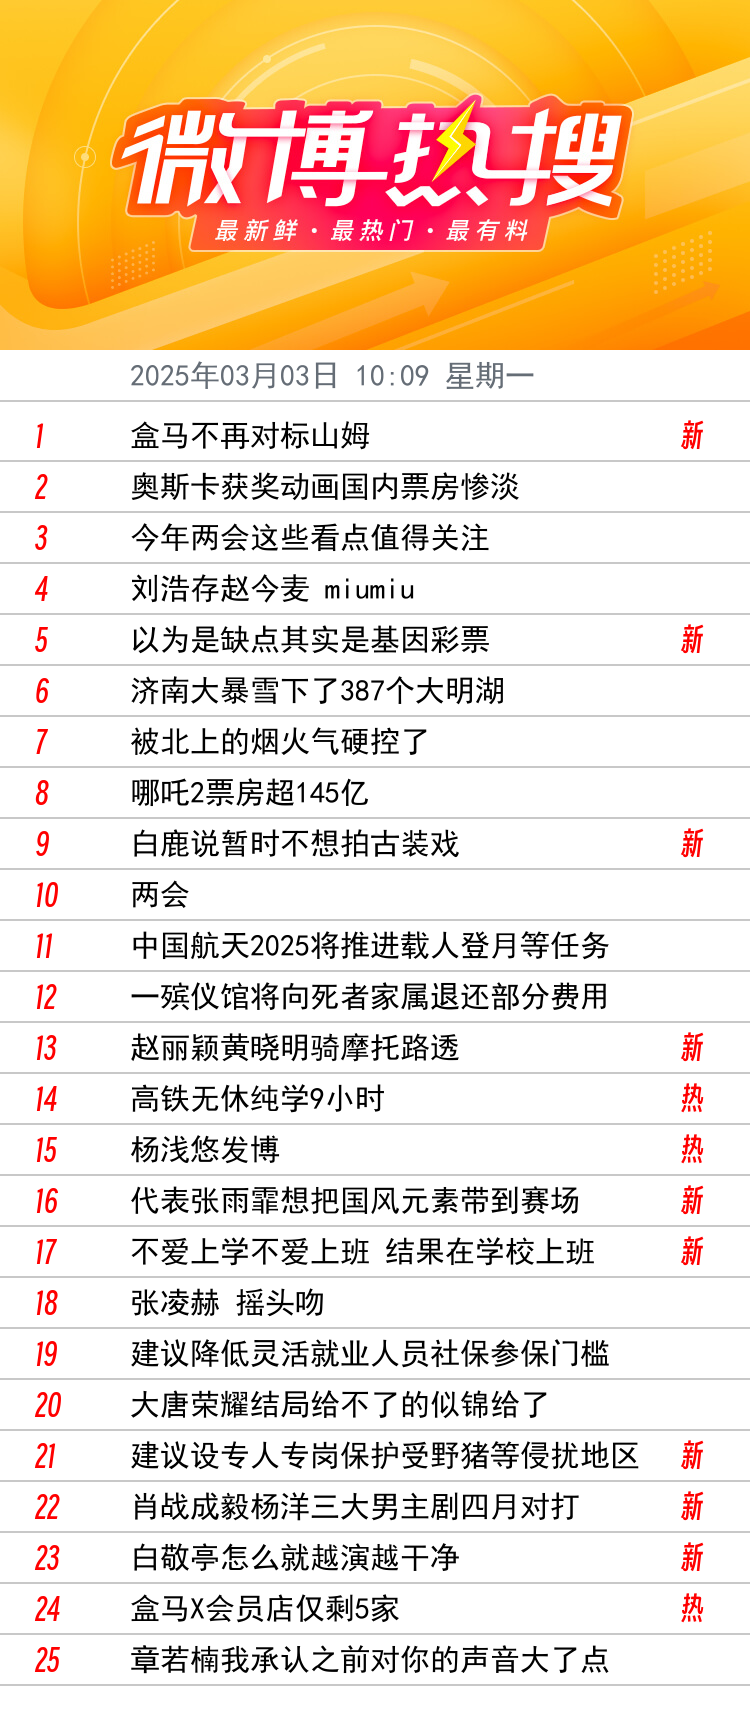 微博热搜
最新鲜·最热门·最有料
2025年03月03日 10:09 星期一
1 盒马不再对标山姆 新
2 奥斯卡获奖动画国内票房惨淡
3 今年两会这些看点值得关注
4 刘浩存赵今麦 miumiu
5 以为是缺点其实是基因彩票 新
6 济南大暴雪下了387个大明湖
7 被北上的烟火气硬控了
8 哪吒2票房超145亿
9 白鹿说暂时不想拍古装戏 新
10 两会
11 中国航天2025将推进载人登月等任务
12 一殡仪馆将向死者家属退还部分费用
13 赵丽颖黄晓明骑摩托路透 新
14 高铁无休纯学9小时 热
15 杨浅悠发博 热
16 代表张雨霏想把国风元素带到赛场 新
17 不爱上学不爱上班 结果在学校上班 新
18 张凌赫 摇头吻
19 建议降低灵活就业人员社保参保门槛
20 大唐荣耀结局给不了的似锦给了
21 建议设专人专岗保护受野猪等侵扰地区 新
22 肖战成毅杨洋三大男主剧四月对打 新
23 白敬亭怎么就越演越干净 新
24 盒马X会员店仅剩5家 热
25 章若楠我承认之前对你的声音大了点